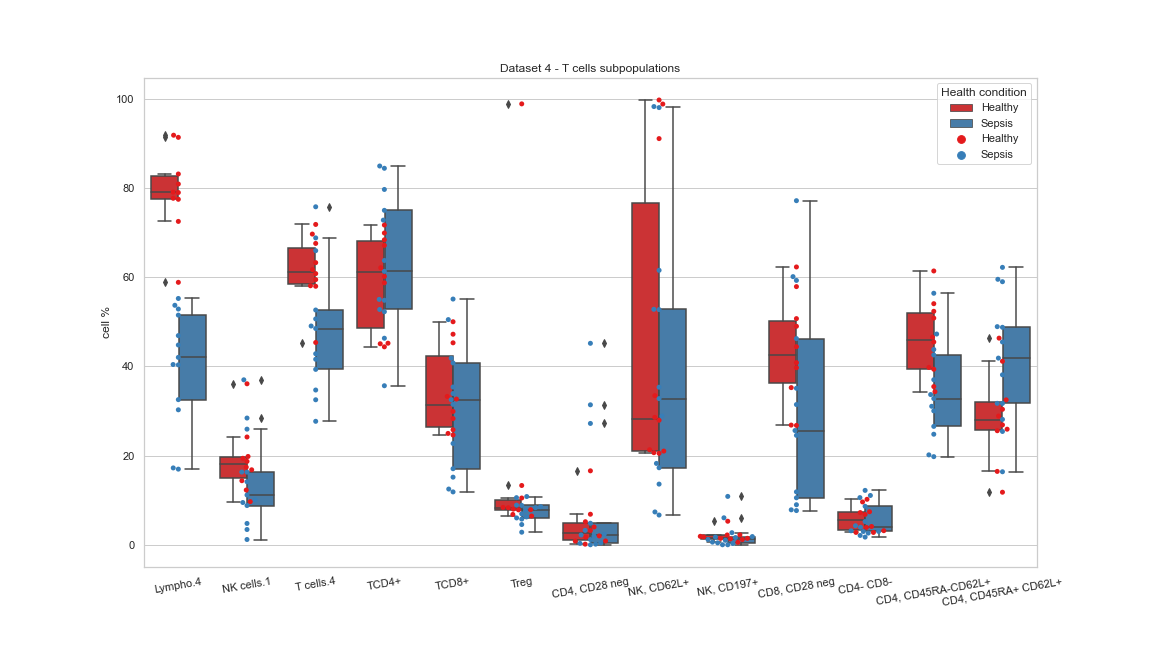 Dataset 4 - T cells subpopulations
Health condition
Healthy
Sepsis
Healthy
Sepsis
cell %
100
80
60
40
20
0
Lympho.4
NK cells.1
T cells.4
TCD4+
TCD8+
Treg
CD4, CD28 neg
NK, CD62L+
NK, CD197+
CD8, CD28 neg
CD4- CD8-
CD4, CD45RA-CD62L+
CD4, CD45RA+ CD62L+